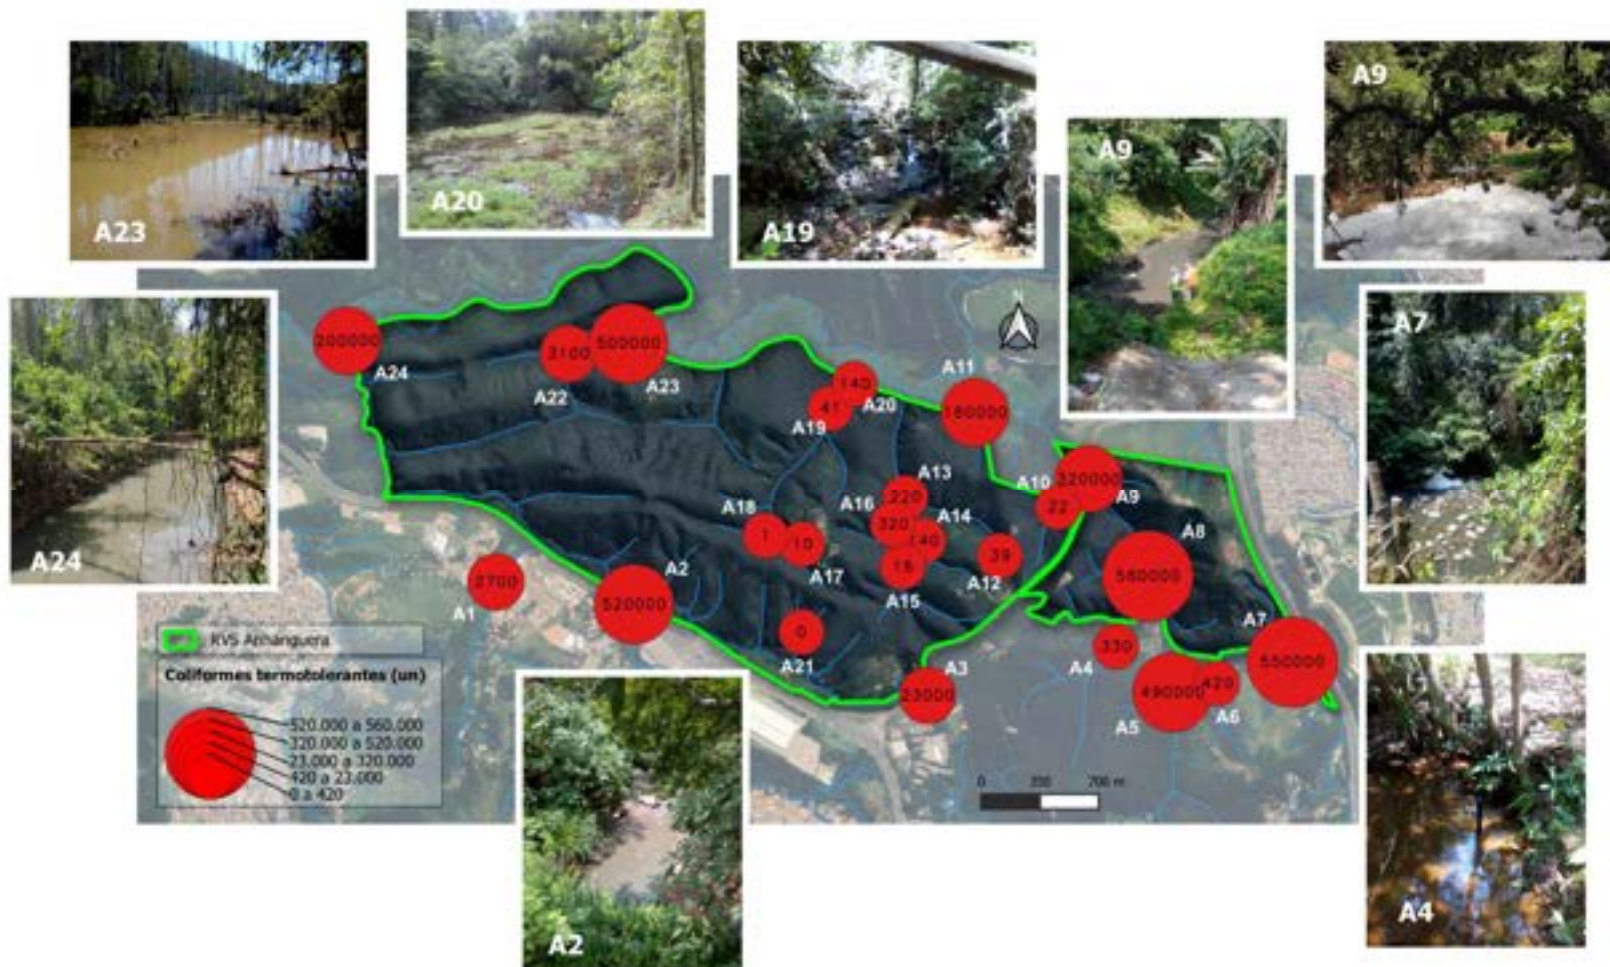 A23
A20
A19
A9
A9
A7
A24
A2
A4
N
200000
A24
3100
A22
500000
A23
140
A20
41
A19
A11
160000
A13
220
A16
320
A14
140
15
A15
A18
1
10
A17
39
A12
A10
22
320000
A9
A8
560000
A7
550000
2700
A1
A2
520000
0
A21
A3
23000
330
A4
490000
A5
420
A6
RVS Anhanguera
Coliformes termotolerantes (un)
520.000 a 560.000
320.000 a 520.000
23.000 a 320.000
420 a 23.000
0 a 420
0 350 700 m